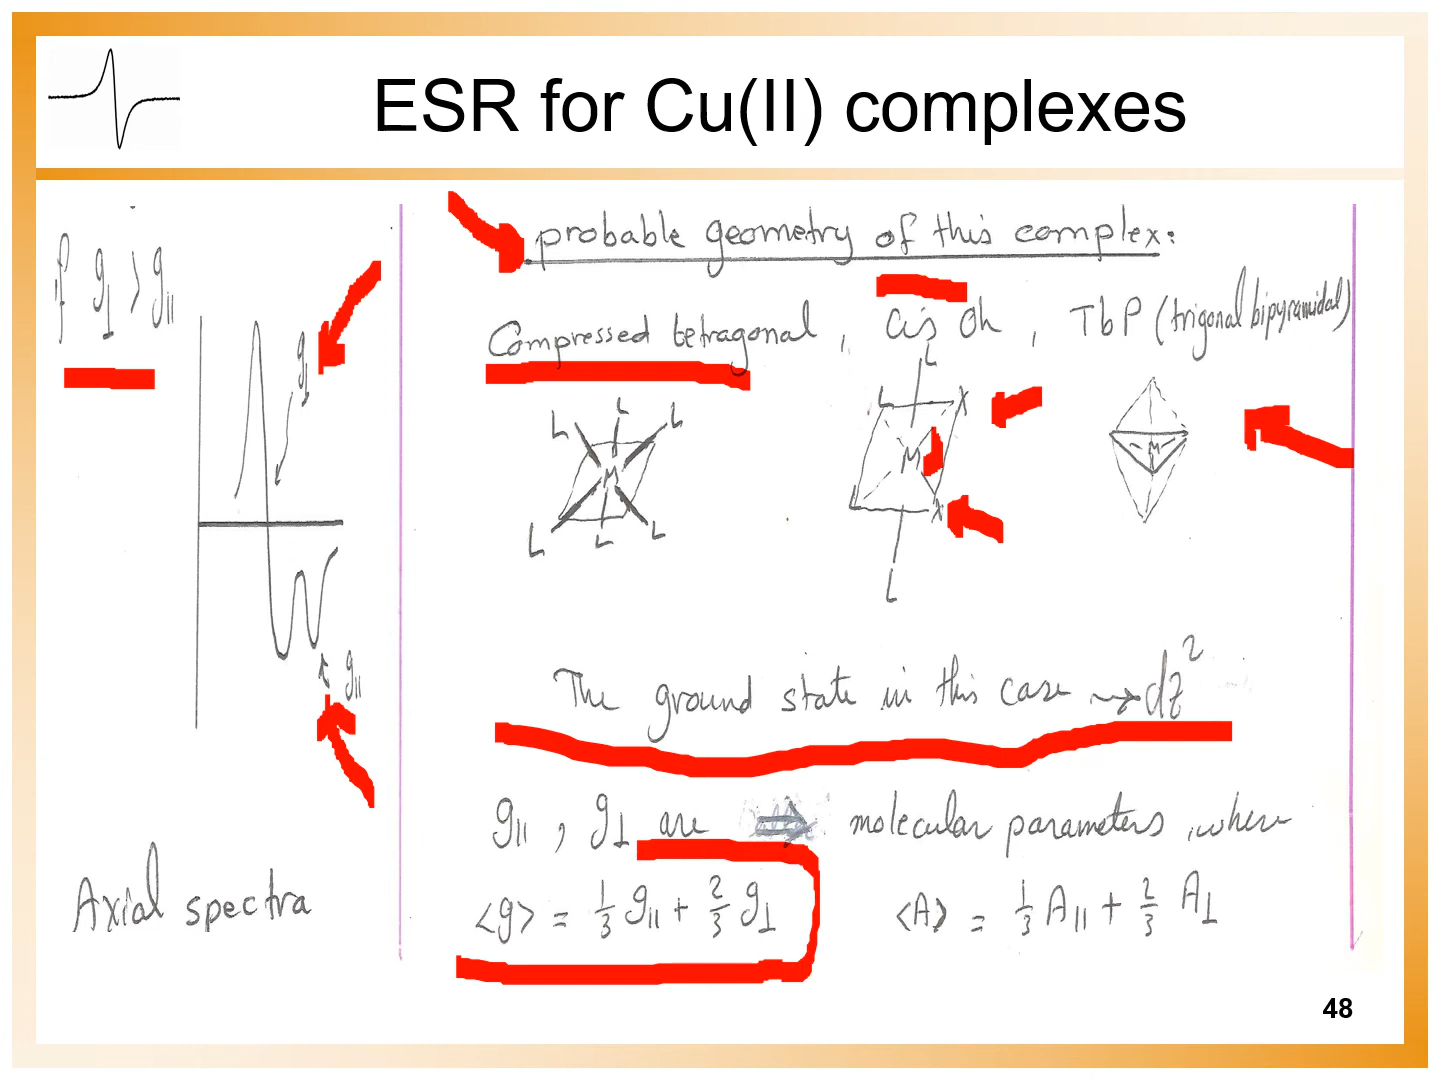 ESR for Cu(II) complexes
if g⊥ > g||
g⊥
g||
Axial spectra
probable geometry of this complex:
Compressed tetragonal, Cis Oh, TbP (trigonal bipyramidal)
L L L
M
L L L
L
L X
M
L X
L
M
The ground state in this case → dz²
g||, g⊥ are ⇒ molecular parameters, where
<g> = 1/3 g|| + 2/3 g⊥
<A> = 1/3 A|| + 2/3 A⊥
48